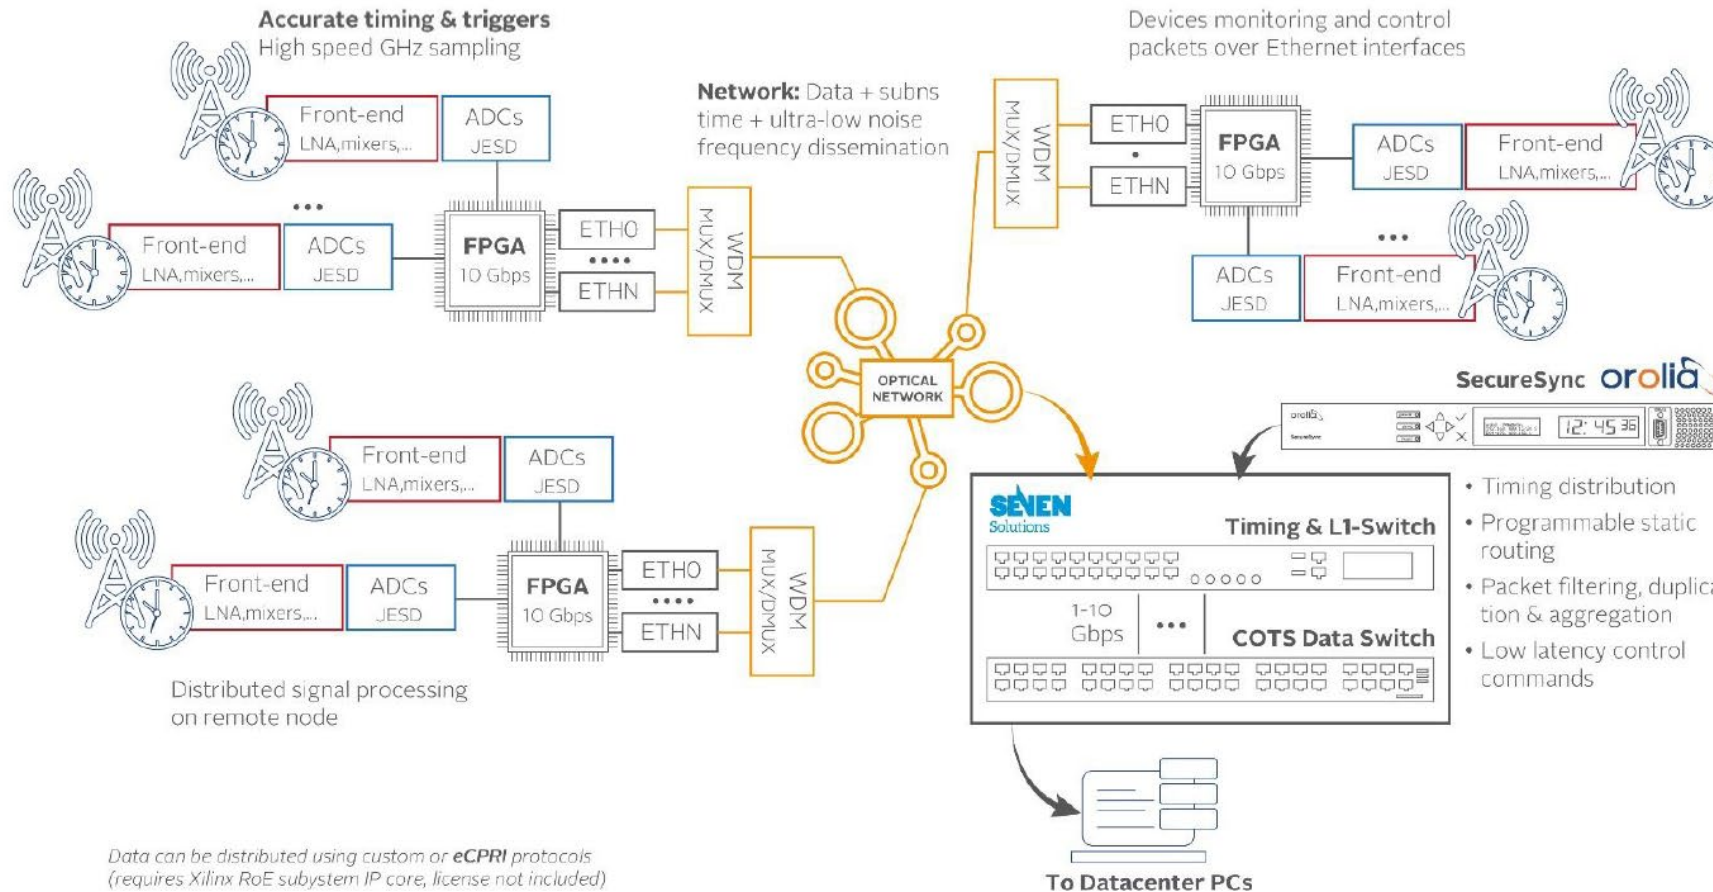 Accurate timing & triggers
High speed GHz sampling
Front-end
LNA,mixers,...
ADCs
JESD
Front-end
LNA,mixers,...
ADCs
JESD
FPGA
10 Gbps
ETH0
ETHN
WDM
MUX/DMUX
Network: Data + subns
time + ultra-low noise
frequency dissemination
Devices monitoring and control
packets over Ethernet interfaces
WDM
MUX/DMUX
ETH0
ETHN
FPGA
10 Gbps
ADCs
JESD
Front-end
LNA,mixers,...
ADCs
JESD
Front-end
LNA,mixers,...
OPTICAL
NETWORK
Front-end
LNA,mixers,...
ADCs
JESD
Front-end
LNA,mixers,...
ADCs
JESD
FPGA
10 Gbps
ETH0
ETHN
WDM
MUX/DMUX
Distributed signal processing
on remote node
SecureSync orolia
orolia
SecureSync
12:45 36
SEVEN
Solutions
Timing & L1-Switch
1-10
Gbps
COTS Data Switch
• Timing distribution
• Programmable static
routing
• Packet filtering, duplica
tion & aggregation
• Low latency control
commands
To Datacenter PCs
Data can be distributed using custom or eCPRI protocols
(requires Xilinx RoE subystem IP core, license not included)